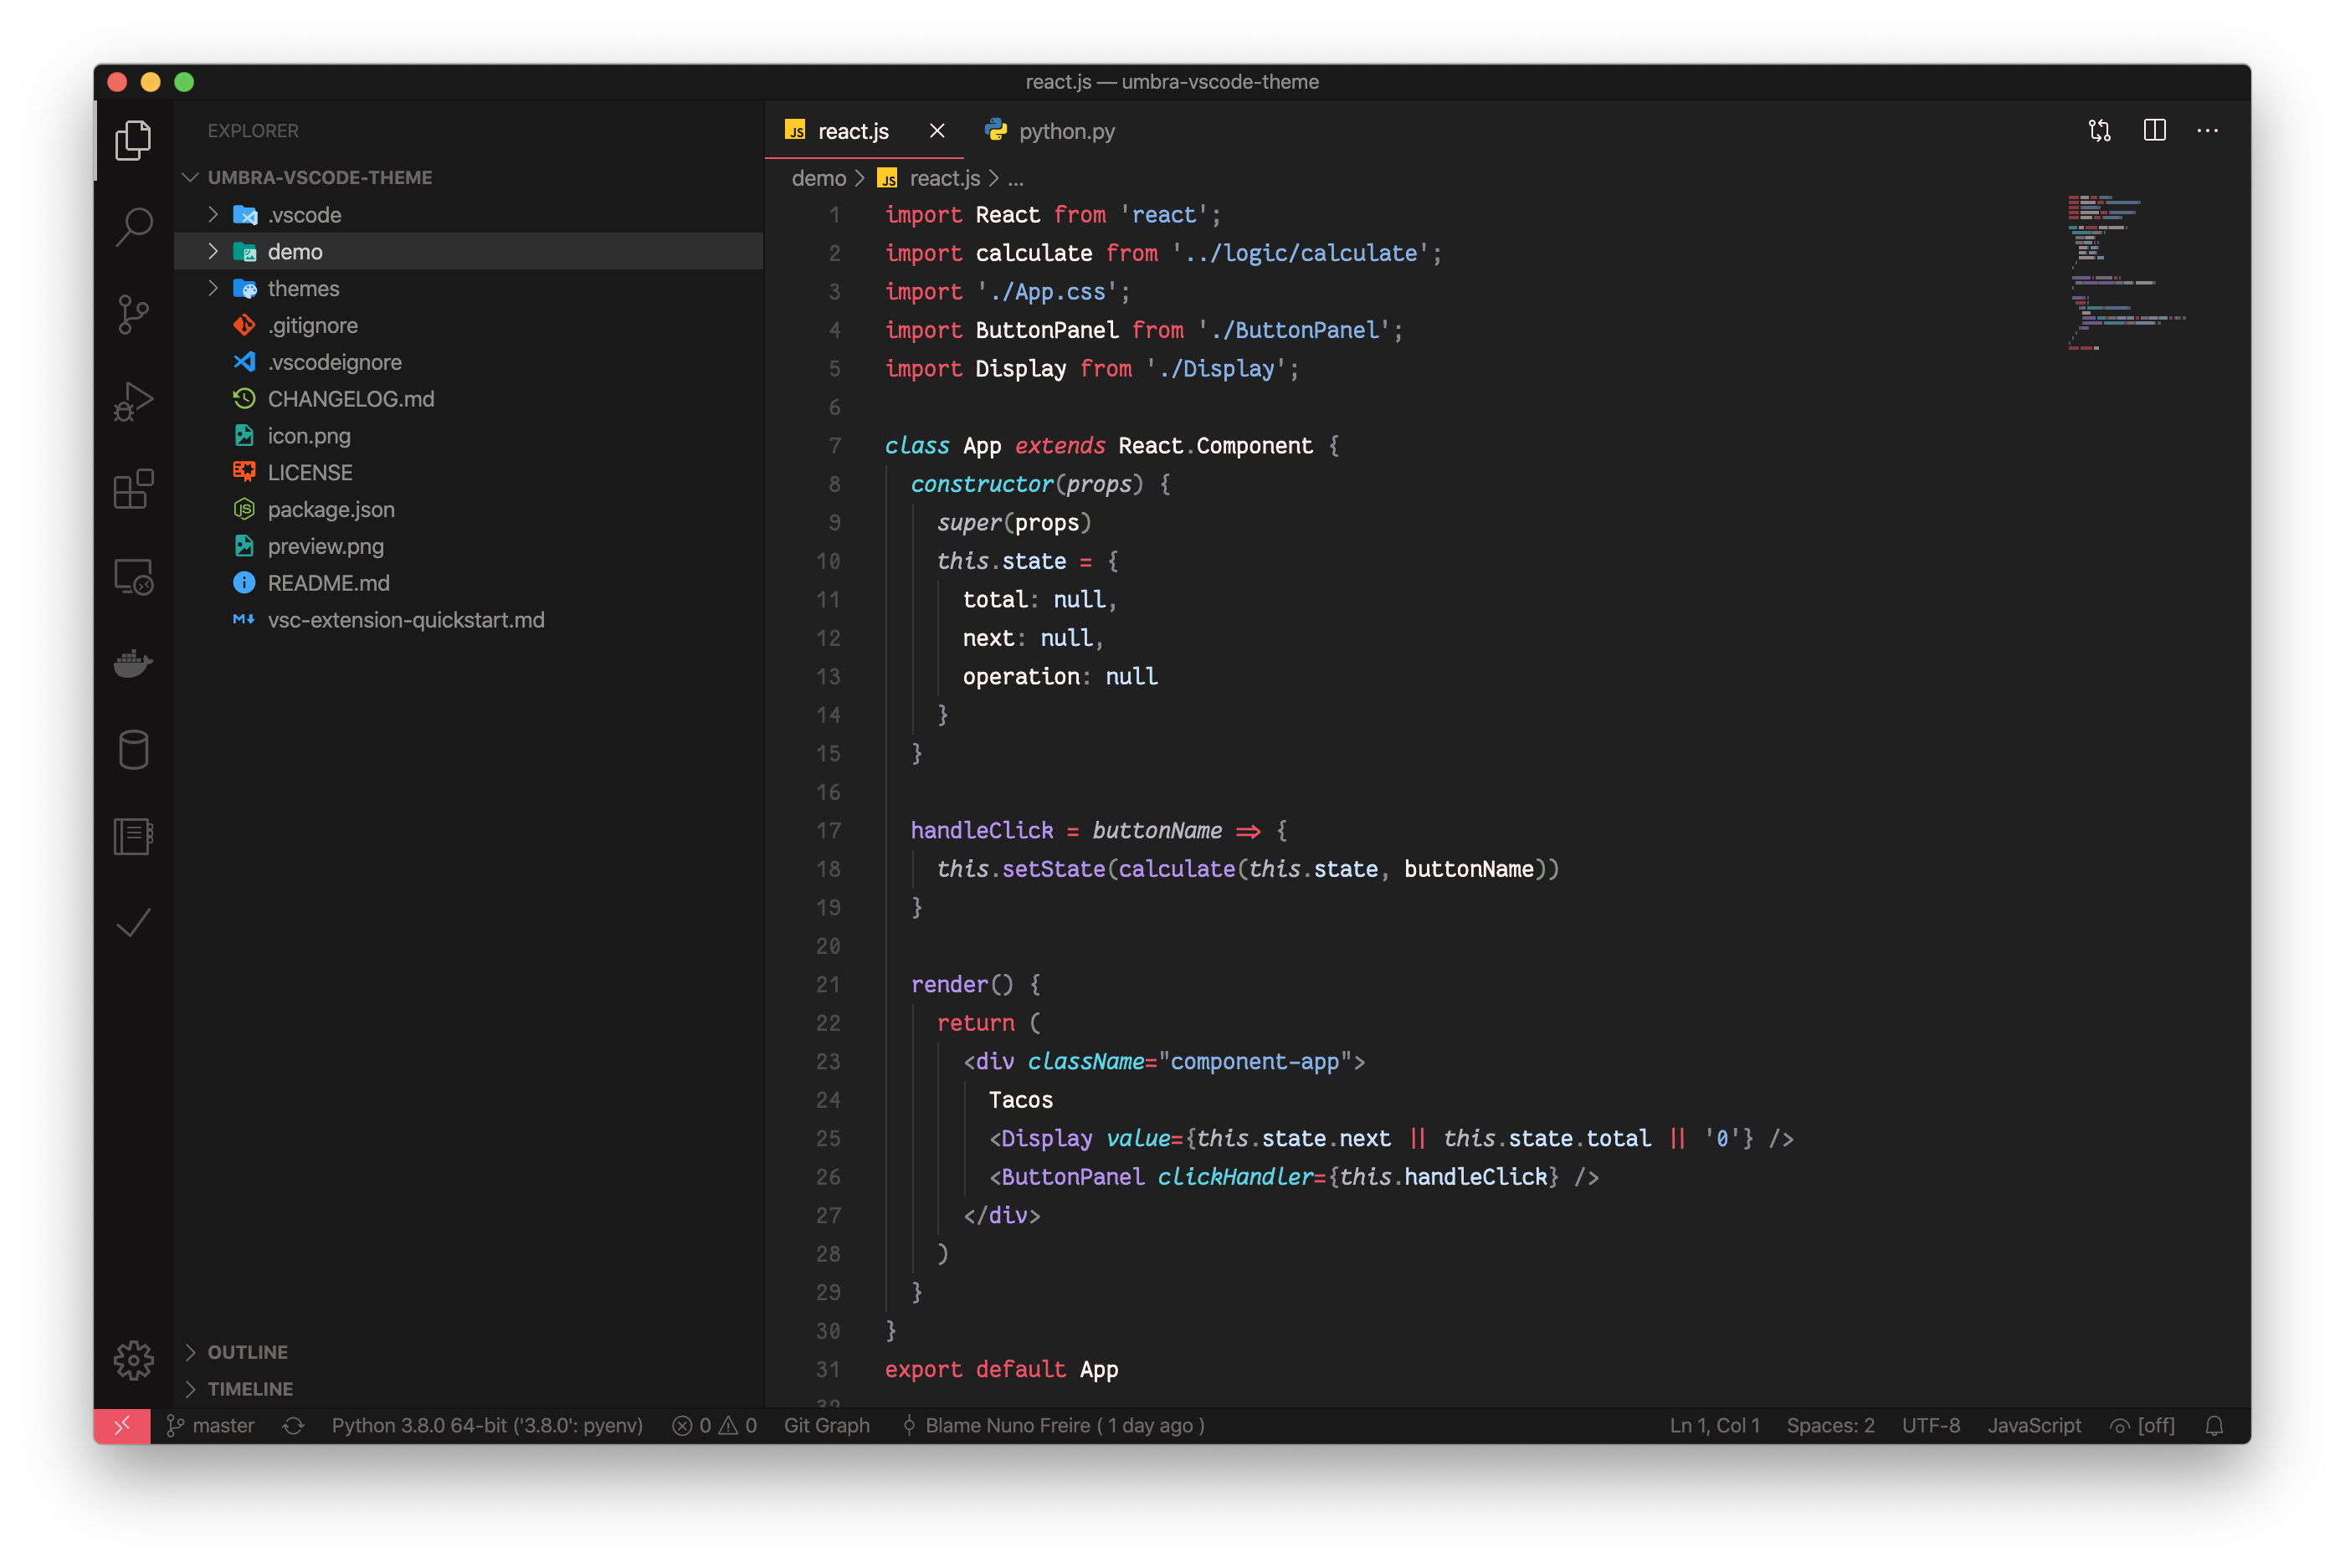 react.js — umbra-vscode-theme
EXPLORER
UMBRA-VSCODE-THEME
.vscode
demo
themes
.gitignore
.vscodeignore
CHANGELOG.md
icon.png
LICENSE
package.json
preview.png
README.md
vsc-extension-quickstart.md
OUTLINE
TIMELINE
JS react.js python.py
demo > JS react.js > ...
1 import React from 'react';
2 import calculate from '../logic/calculate';
3 import './App.css';
4 import ButtonPanel from './ButtonPanel';
5 import Display from './Display';
6
7 class App extends React.Component {
8 constructor(props) {
9 super(props)
10 this.state = {
11 total: null,
12 next: null,
13 operation: null
14 }
15 }
16
17 handleClick = buttonName => {
18 this.setState(calculate(this.state, buttonName))
19 }
20
21 render() {
22 return (
23 <div className="component-app">
24 Tacos
25 <Display value={this.state.next || this.state.total || '0'} />
26 <ButtonPanel clickHandler={this.handleClick} />
27 </div>
28 )
29 }
30 }
31 export default App
32
master Python 3.8.0 64-bit ('3.8.0': pyenv) 0 0 Git Graph Blame Nuno Freire ( 1 day ago ) Ln 1, Col 1 Spaces: 2 UTF-8 JavaScript [off]